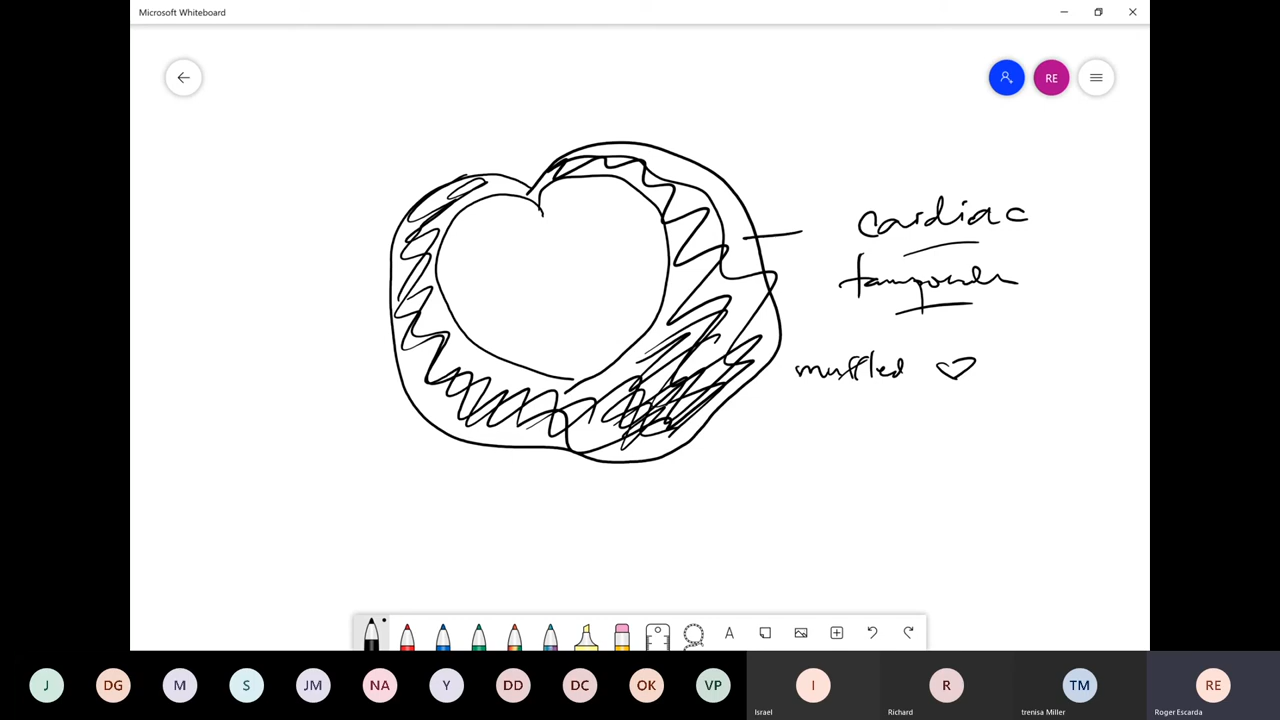 Microsoft Whiteboard
RE
cardiac
muffled
A
J
DG
M
S
JM
NA
Y
DD
DC
OK
VP
I
R
TM
RE
Israel
Richard
trenisa Miller
Roger Escarda